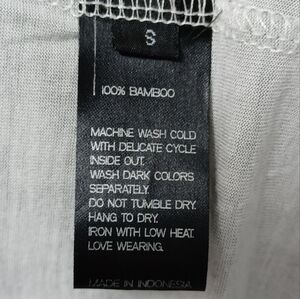 S
100% BAMBOO
MACHINE WASH COLD
WITH DELICATE CYCLE
INSIDE OUT.
WASH DARK COLORS
SEPARATELY.
DO NOT TUMBLE DRY.
HANG TO DRY.
IRON WITH LOW HEAT.
LOVE WEARING.
MADE IN INDONESIA